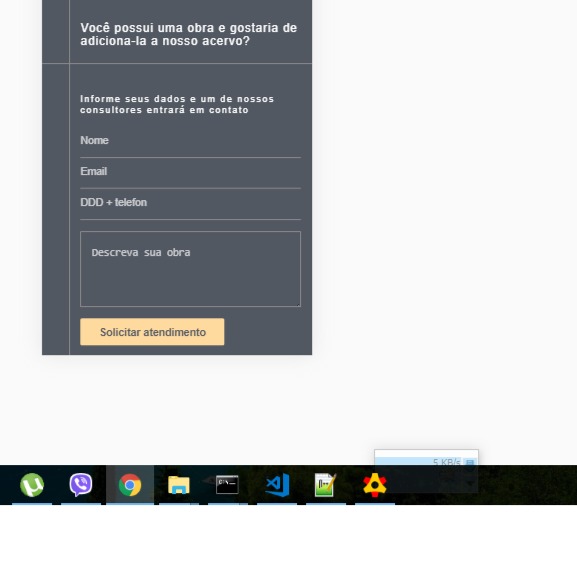 Você possui uma obra e gostaria de
adiciona-la a nosso acervo?
Informe seus dados e um de nossos
consultores entrará em contato
Nome
Email
DDD + telefon
Descreva sua obra
Solicitar atendimento
5 KB/s